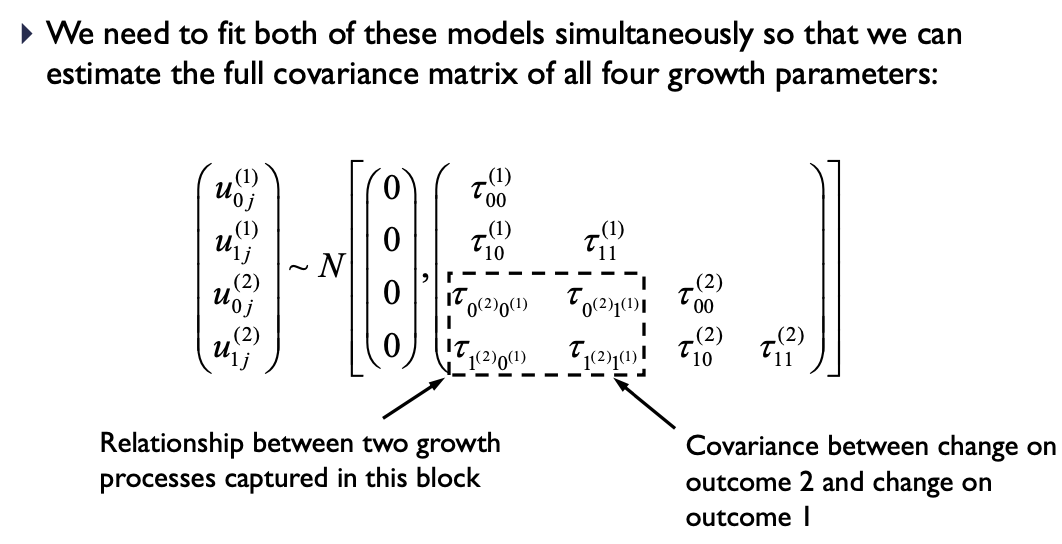 We need to fit both of these models simultaneously so that we can
estimate the full covariance matrix of all four growth parameters:
$$\begin{pmatrix} u_{0j}^{(1)} \\ u_{1j}^{(1)} \\ u_{0j}^{(2)} \\ u_{1j}^{(2)} \end{pmatrix} \sim N \left[ \begin{pmatrix} 0 \\ 0 \\ 0 \\ 0 \end{pmatrix}, \begin{pmatrix} \tau_{00}^{(1)} & & & \\ \tau_{10}^{(1)} & \tau_{11}^{(1)} & & \\ \tau_{0^{(2)}0^{(1)}} & \tau_{0^{(2)}1^{(1)}} & \tau_{00}^{(2)} & \\ \tau_{1^{(2)}0^{(1)}} & \tau_{1^{(2)}1^{(1)}} & \tau_{10}^{(2)} & \tau_{11}^{(2)} \end{pmatrix} \right]$$
Relationship between two growth
processes captured in this block
Covariance between change on
outcome 2 and change on
outcome 1